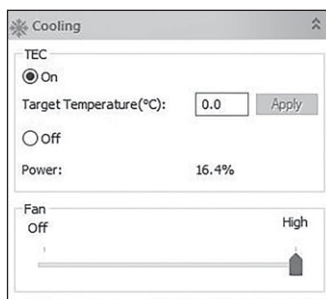 Cooling
TEC
On
Target Temperature(°C): 0.0 Apply
Off
Power: 16.4%
Fan
Off High